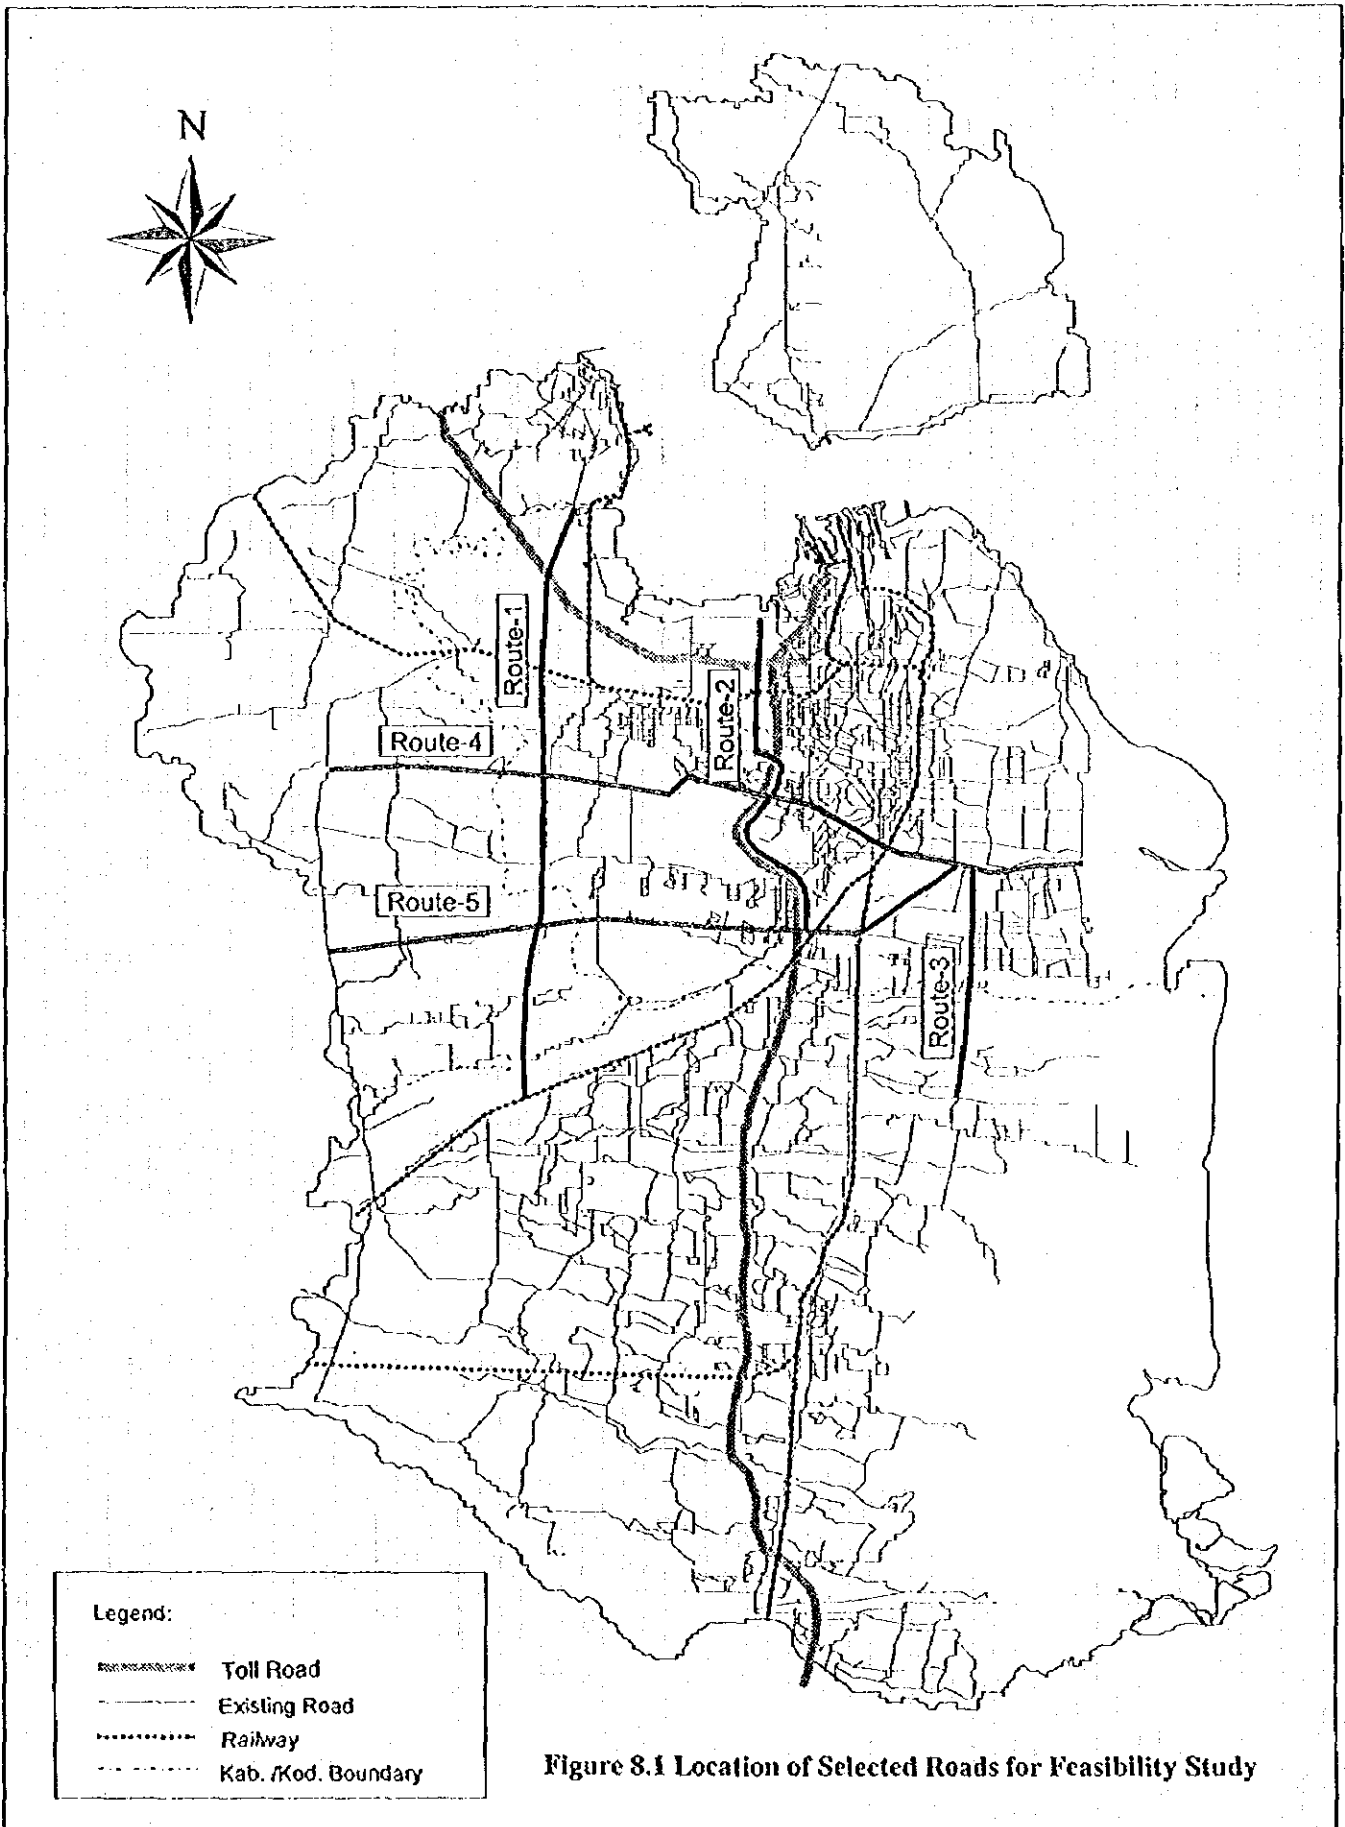 N
Route-1
Route-2
Route-4
Route-5
Route-3
Legend:
Toll Road
Existing Road
Railway
Kab. /Kod. Boundary
Figure 8.1 Location of Selected Roads for Feasibility Study